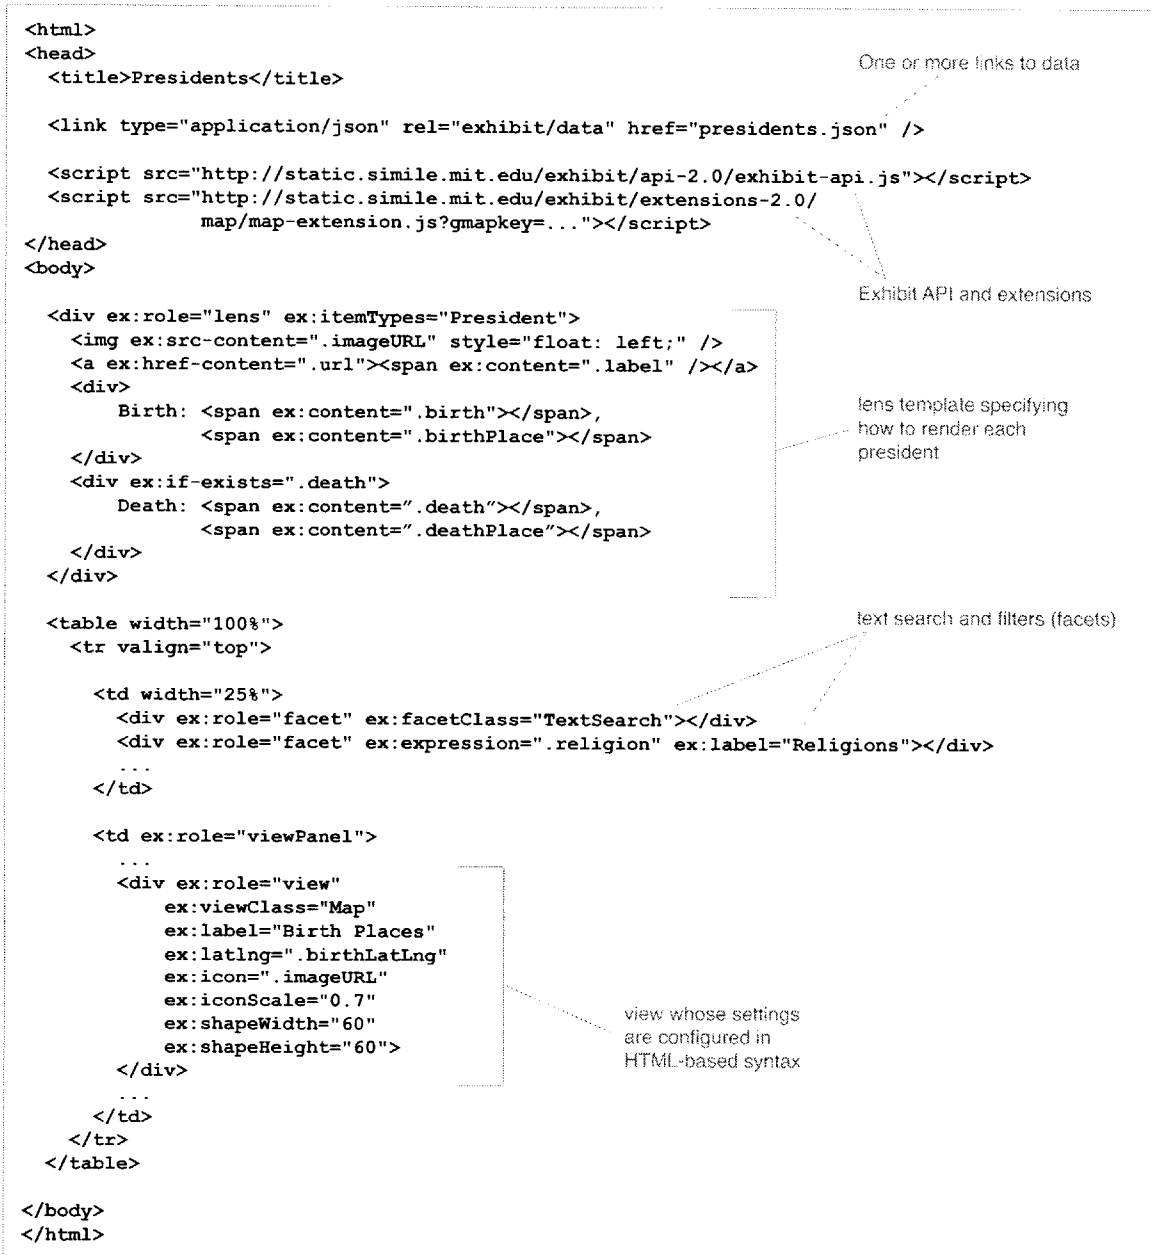 <html>
<head>
<title>Presidents</title>
One or more links to data
<link type="application/json" rel="exhibit/data" href="presidents.json" />
<script src="http://static.simile.mit.edu/exhibit/api-2.0/exhibit-api.js"></script>
<script src="http://static.simile.mit.edu/exhibit/extensions-2.0/
map/map-extension.js?gmapkey=..."></script>
</head>
<body>
Exhibit API and extensions
<div ex:role="lens" ex:itemTypes="President">
<img ex:src-content=".imageURL" style="float: left;" />
<a ex:href-content=".url"><span ex:content=".label" /></a>
<div>
Birth: <span ex:content=".birth"></span>,
<span ex:content=".birthPlace"></span>
</div>
<div ex:if-exists=".death">
Death: <span ex:content=".death"></span>,
<span ex:content=".deathPlace"></span>
</div>
</div>
lens template specifying
how to render each
president
<table width="100%">
<tr valign="top">
text search and filters (facets)
<td width="25%">
<div ex:role="facet" ex:facetClass="TextSearch"></div>
<div ex:role="facet" ex:expression=".religion" ex:label="Religions"></div>
...
</td>
<td ex:role="viewPanel">
...
<div ex:role="view"
ex:viewClass="Map"
ex:label="Birth Places"
ex:latlng=".birthLatLng"
ex:icon=".imageURL"
ex:iconScale="0.7"
ex:shapeWidth="60"
ex:shapeHeight="60">
</div>
view whose settings
are configured in
HTML-based syntax
...
</td>
</tr>
</table>
</body>
</html>